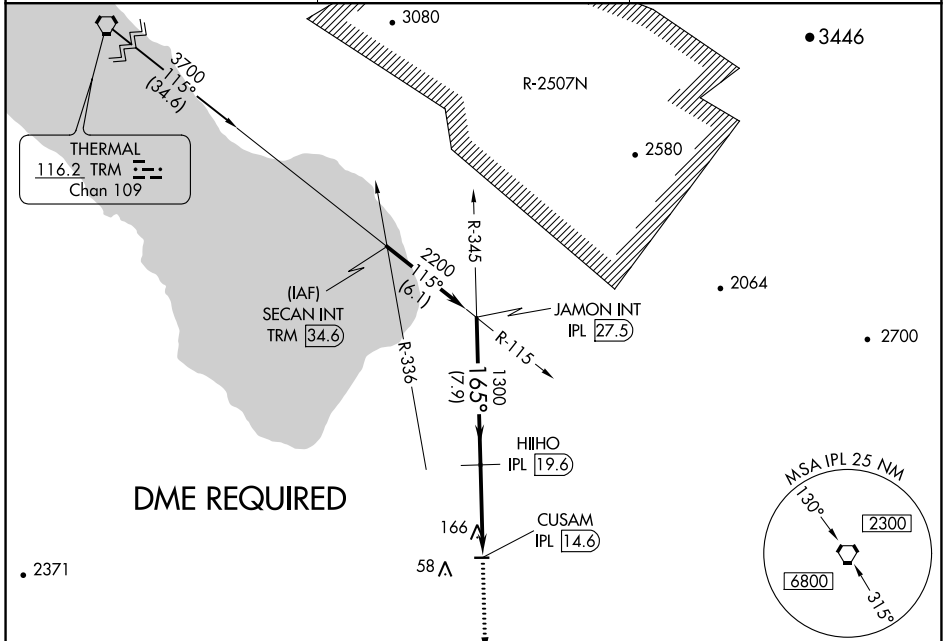 3080
3446
3700
115°
(34.6)
R-2507N
THERMAL
116.2 TRM
Chan 109
2580
R-345
2200
115°
(6.1)
(IAF)
SECAN INT
TRM 34.6
2064
JAMON INT
IPL 27.5
R-115
2700
R-336
1300
165°
(7.9)
HIIHO
IPL 19.6
DME REQUIRED
MSA IPL 25 NM
130°
2300
6800
315°
166
CUSAM
IPL 14.6
58
2371